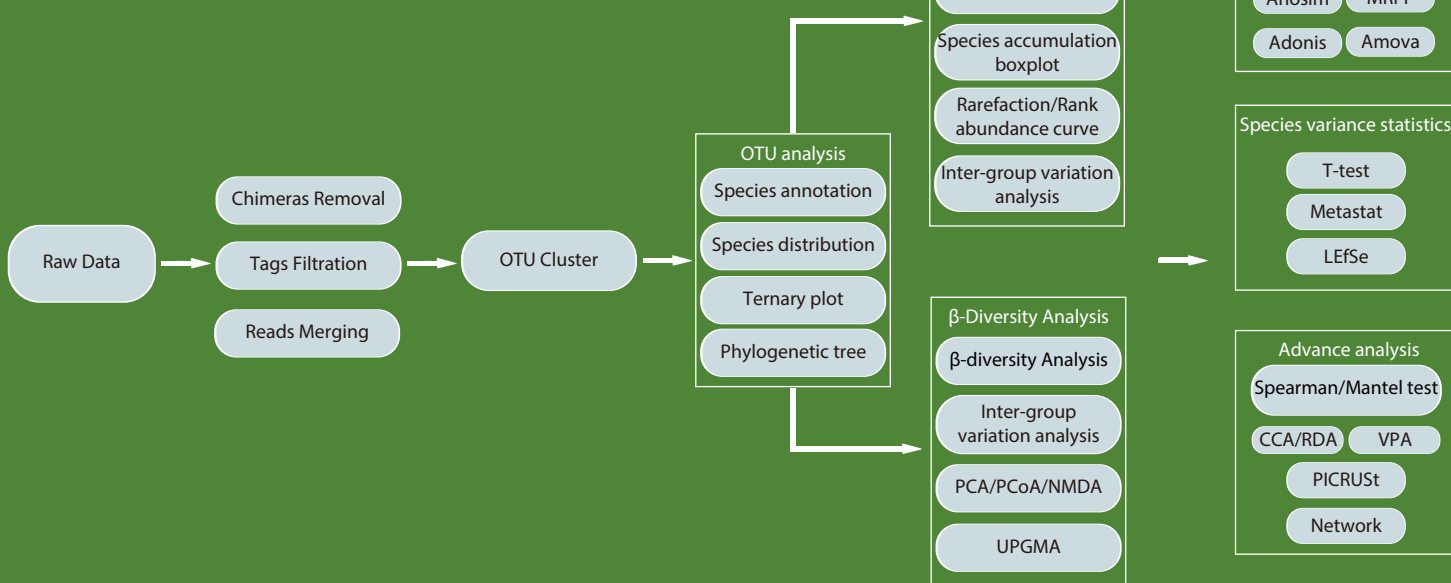 Raw Data
Chimeras Removal
Tags Filtration
Reads Merging
OTU Cluster
OTU analysis
Species annotation
Species distribution
Ternary plot
Phylogenetic tree
Species accumulation
boxplot
Rarefaction/Rank
abundance curve
Inter-group variation
analysis
β-Diversity Analysis
β-diversity Analysis
Inter-group
variation analysis
PCA/PCoA/NMDA
UPGMA
Adonis
Amova
Species variance statistics
T-test
Metastat
LEfSe
Advance analysis
Spearman/Mantel test
CCA/RDA
VPA
PICRUSt
Network